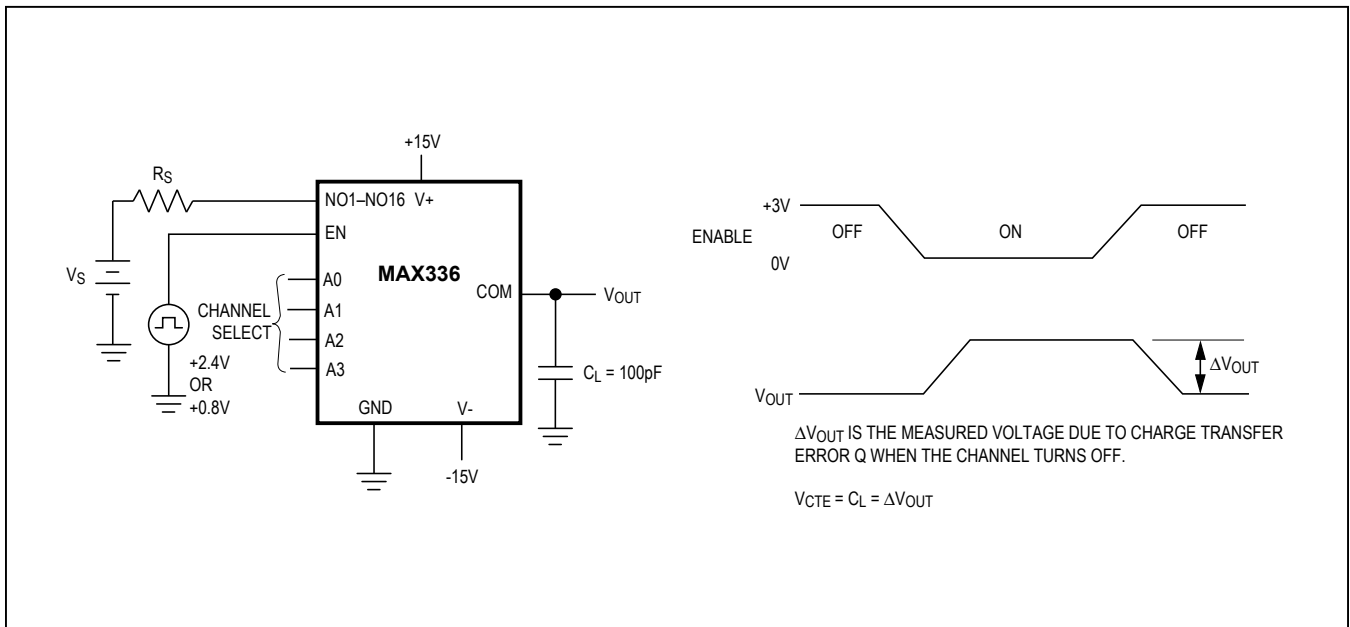 +15V
RS
NO1–NO16 V+
EN
VS
MAX336
A0
CHANNEL
SELECT
A1
A2
A3
COM
VOUT
CL = 100pF
+2.4V
OR
+0.8V
GND
V-
-15V
+3V
ENABLE
OFF
ON
OFF
0V
ΔVOUT
VOUT
ΔVOUT IS THE MEASURED VOLTAGE DUE TO CHARGE TRANSFER
ERROR Q WHEN THE CHANNEL TURNS OFF.
VCTE = CL = ΔVOUT